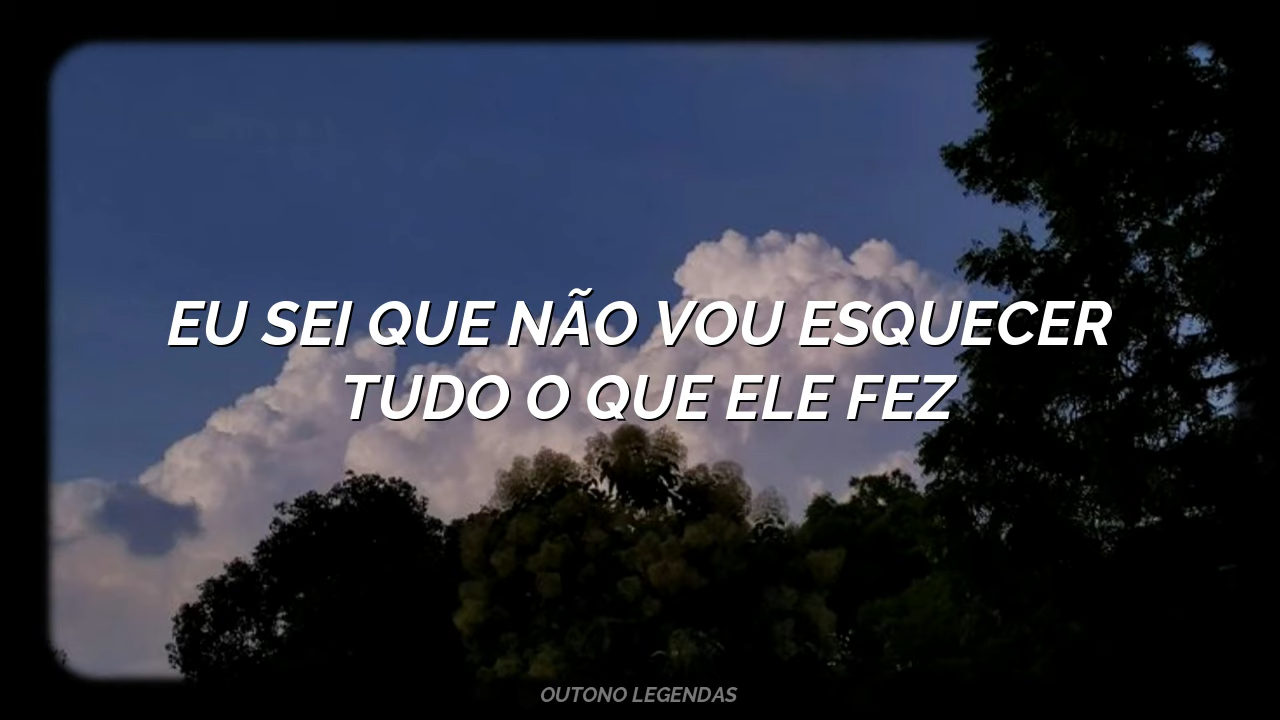 EU SEI QUE NÃO VOU ESQUECER
TUDO O QUE ELE FEZ
OUTONO LEGENDAS